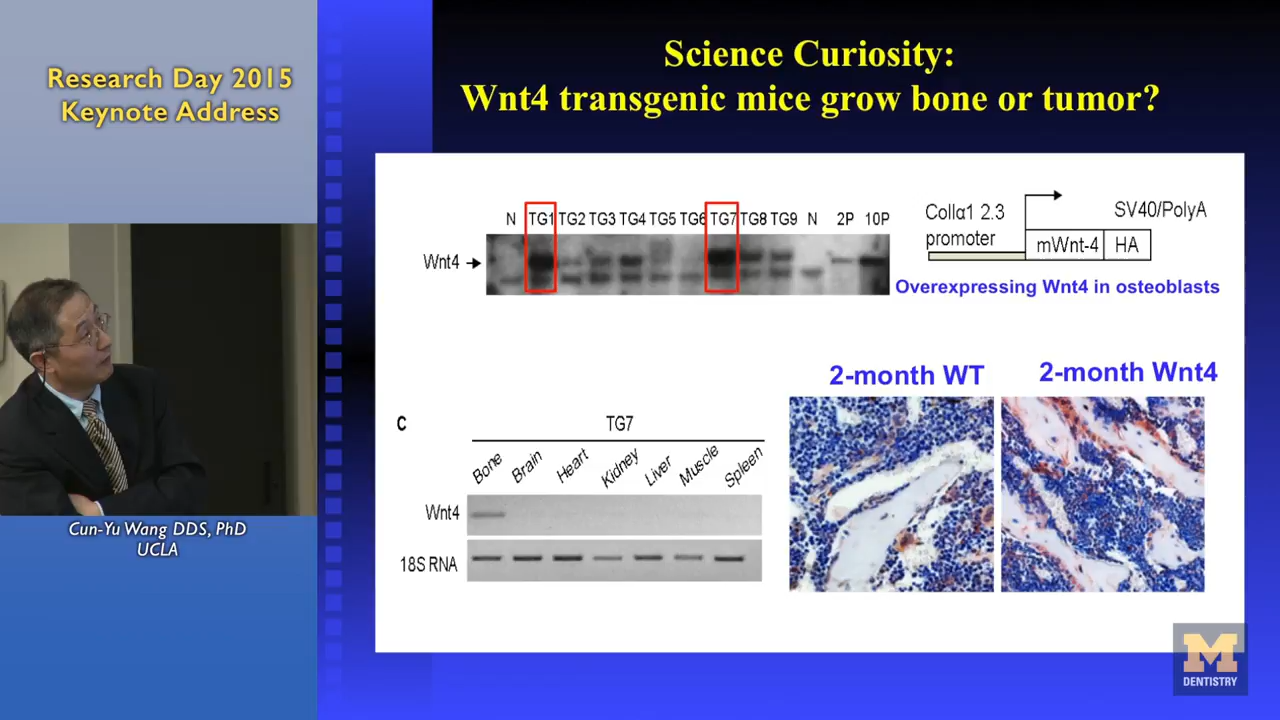 Research Day 2015
Keynote Address
Cun-Yu Wang DDS, PhD
UCLA
Science Curiosity:
Wnt4 transgenic mice grow bone or tumor?
N TG1 TG2 TG3 TG4 TG5 TG6 TG7 TG8 TG9 N 2P 10P
Wnt4
Collα1 2.3
promoter
SV40/PolyA
mWnt-4 HA
Overexpressing Wnt4 in osteoblasts
2-month WT 2-month Wnt4
C
TG7
Bone Brain Heart Kidney Liver Muscle Spleen
Wnt4
18S RNA
M
DENTISTRY